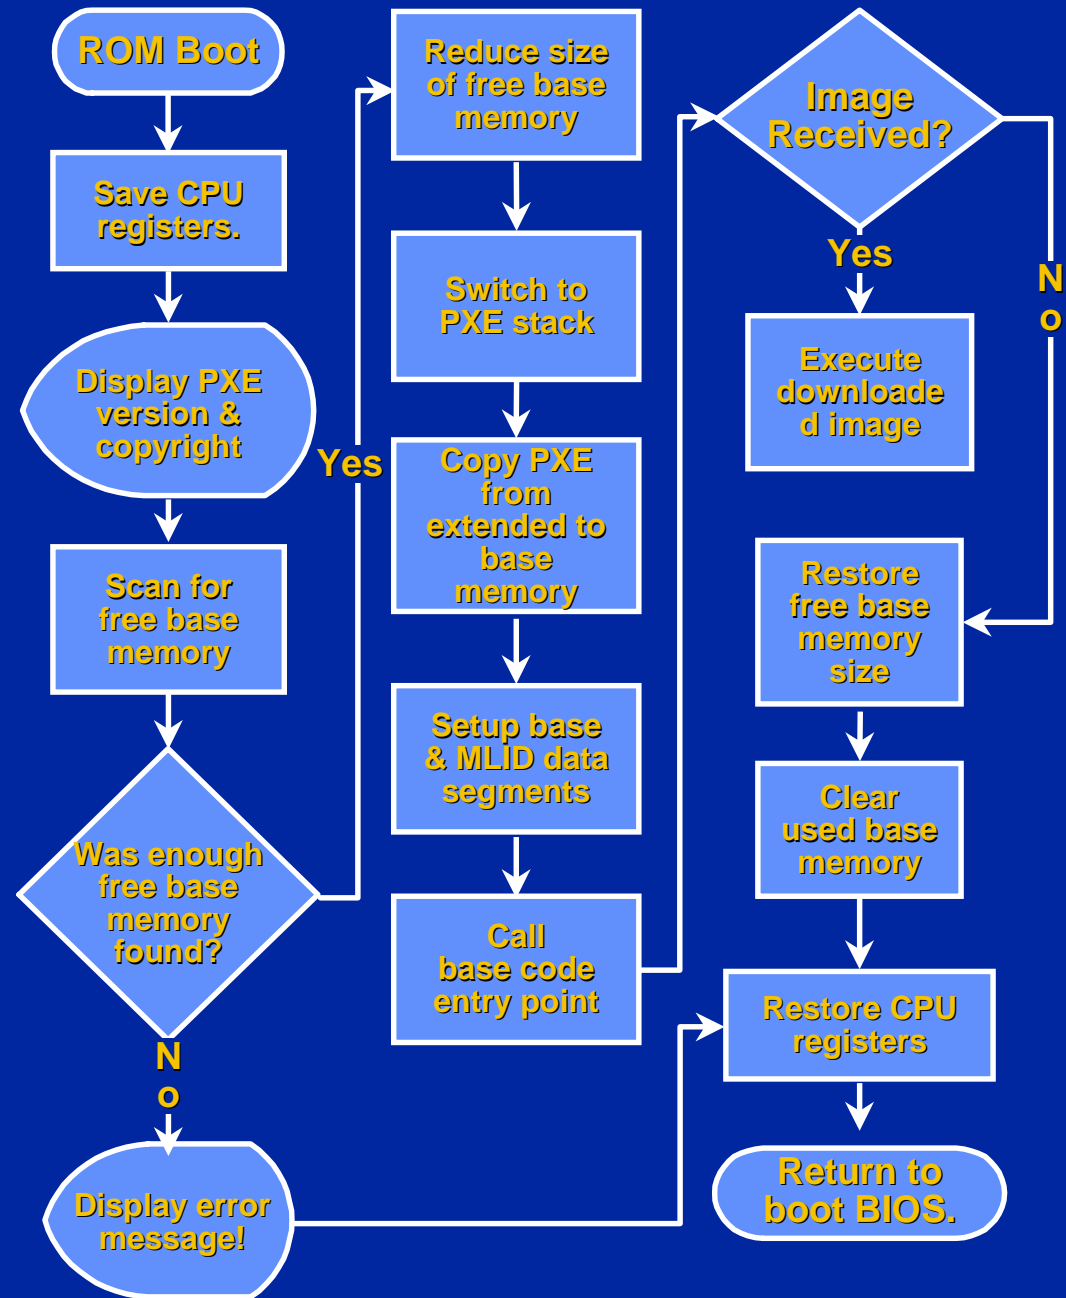 ROM Boot
Save CPU
registers.
Display PXE
version &
copyright
Scan for
free base
memory
Was enough
free base
memory
found?
N
o
Display error
message!
Yes
Reduce size
of free base
memory
Switch to
PXE stack
Copy PXE
from
extended to
base
memory
Setup base
& MLID data
segments
Call
base code
entry point
Image
Received?
Yes
N
o
Execute
downloade
d image
Restore
free base
memory
size
Clear
used base
memory
Restore CPU
registers
Return to
boot BIOS.